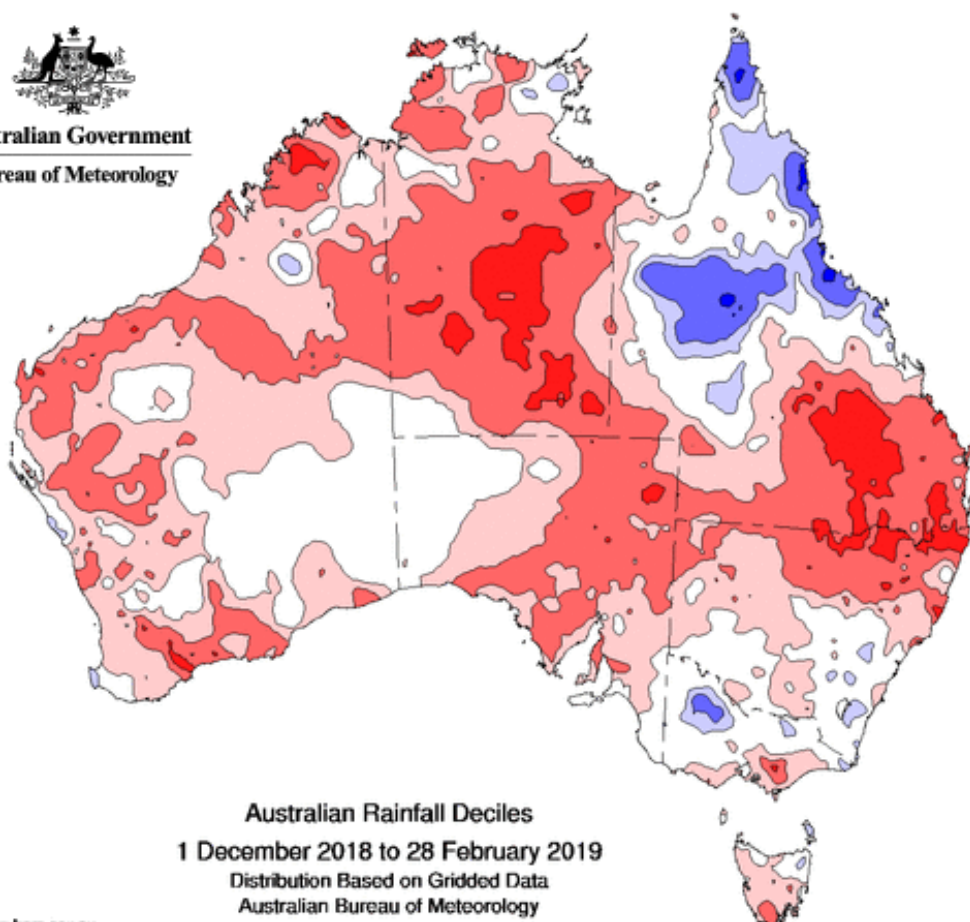 tralian Government
reau of Meteorology
Australian Rainfall Deciles
1 December 2018 to 28 February 2019
Distribution Based on Gridded Data
Australian Bureau of Meteorology